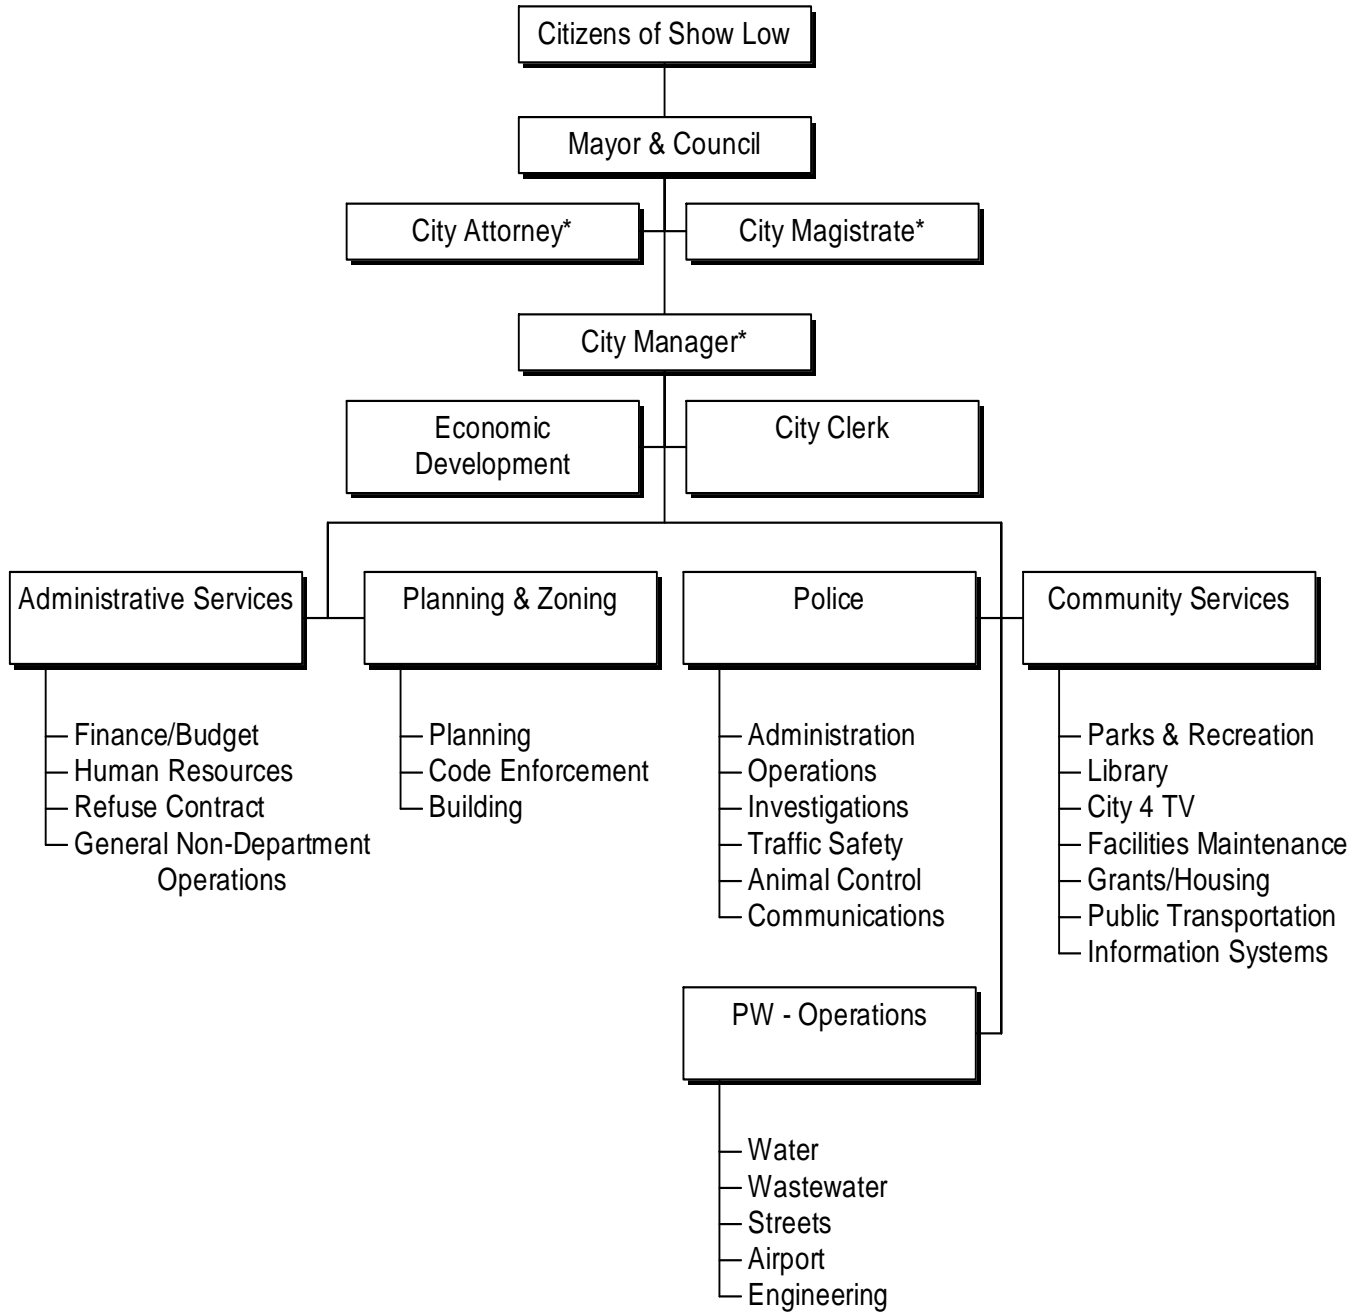 Citizens of Show Low
Mayor & Council
City Attorney*
City Magistrate*
City Manager*
Economic
Development
City Clerk
Administrative Services
Planning & Zoning
Police
Community Services
Finance/Budget
Human Resources
Refuse Contract
General Non-Department
Operations
Planning
Code Enforcement
Building
Administration
Operations
Investigations
Traffic Safety
Animal Control
Communications
Parks & Recreation
Library
City 4 TV
Facilities Maintenance
Grants/Housing
Public Transportation
Information Systems
PW - Operations
Water
Wastewater
Streets
Airport
Engineering